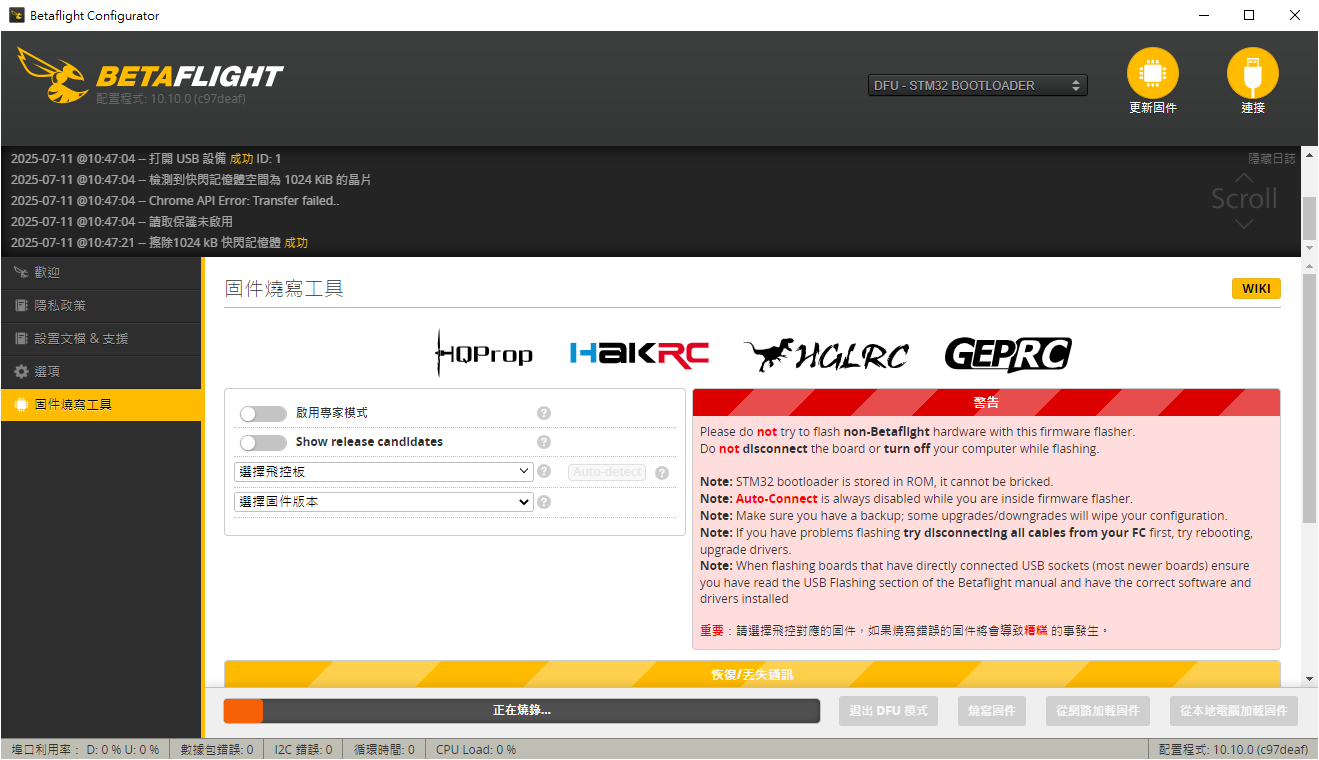 Betaflight Configurator
BETAFLIGHT
配置程式: 10.10.0 (c97deaf)
DFU - STM32 BOOTLOADER
更新固件
連接
2025-07-11 @10:47:04 -- 打開 USB 設備 成功 ID: 1
2025-07-11 @10:47:04 -- 檢測到快閃記憶體空間為 1024 KiB 的晶片
2025-07-11 @10:47:04 -- Chrome API Error: Transfer failed..
2025-07-11 @10:47:04 -- 讀取保護未啟用
2025-07-11 @10:47:21 -- 擦除1024 kB 快閃記憶體 成功
隱藏日誌
Scroll
歡迎
隱私政策
設置文檔 & 支援
選項
固件燒寫工具
固件燒寫工具
WIKI
HQProp
HAKRC
HGLRC
GEPRC
啟用專家模式
?
Show release candidates
?
選擇飛控板
?
Auto-detect
?
選擇固件版本
?
警告
Please do not try to flash non-Betaflight hardware with this firmware flasher.
Do not disconnect the board or turn off your computer while flashing.
Note: STM32 bootloader is stored in ROM, it cannot be bricked.
Note: Auto-Connect is always disabled while you are inside firmware flasher.
Note: Make sure you have a backup; some upgrades/downgrades will wipe your configuration.
Note: If you have problems flashing try disconnecting all cables from your FC first, try rebooting,
upgrade drivers.
Note: When flashing boards that have directly connected USB sockets (most newer boards) ensure
you have read the USB Flashing section of the Betaflight manual and have the correct software and
drivers installed
重要：請選擇飛控對應的固件，如果燒寫錯誤的固件將會導致糟糕 的事發生。
恢復/丟失通訊
正在燒錄...
退出 DFU 模式
燒寫固件
從網路加載固件
從本地電腦加載固件
埠口利用率： D: 0 % U: 0 %
數據包錯誤: 0
I2C 錯誤: 0
循環時間: 0
CPU Load: 0 %
配置程式: 10.10.0 (c97deaf)